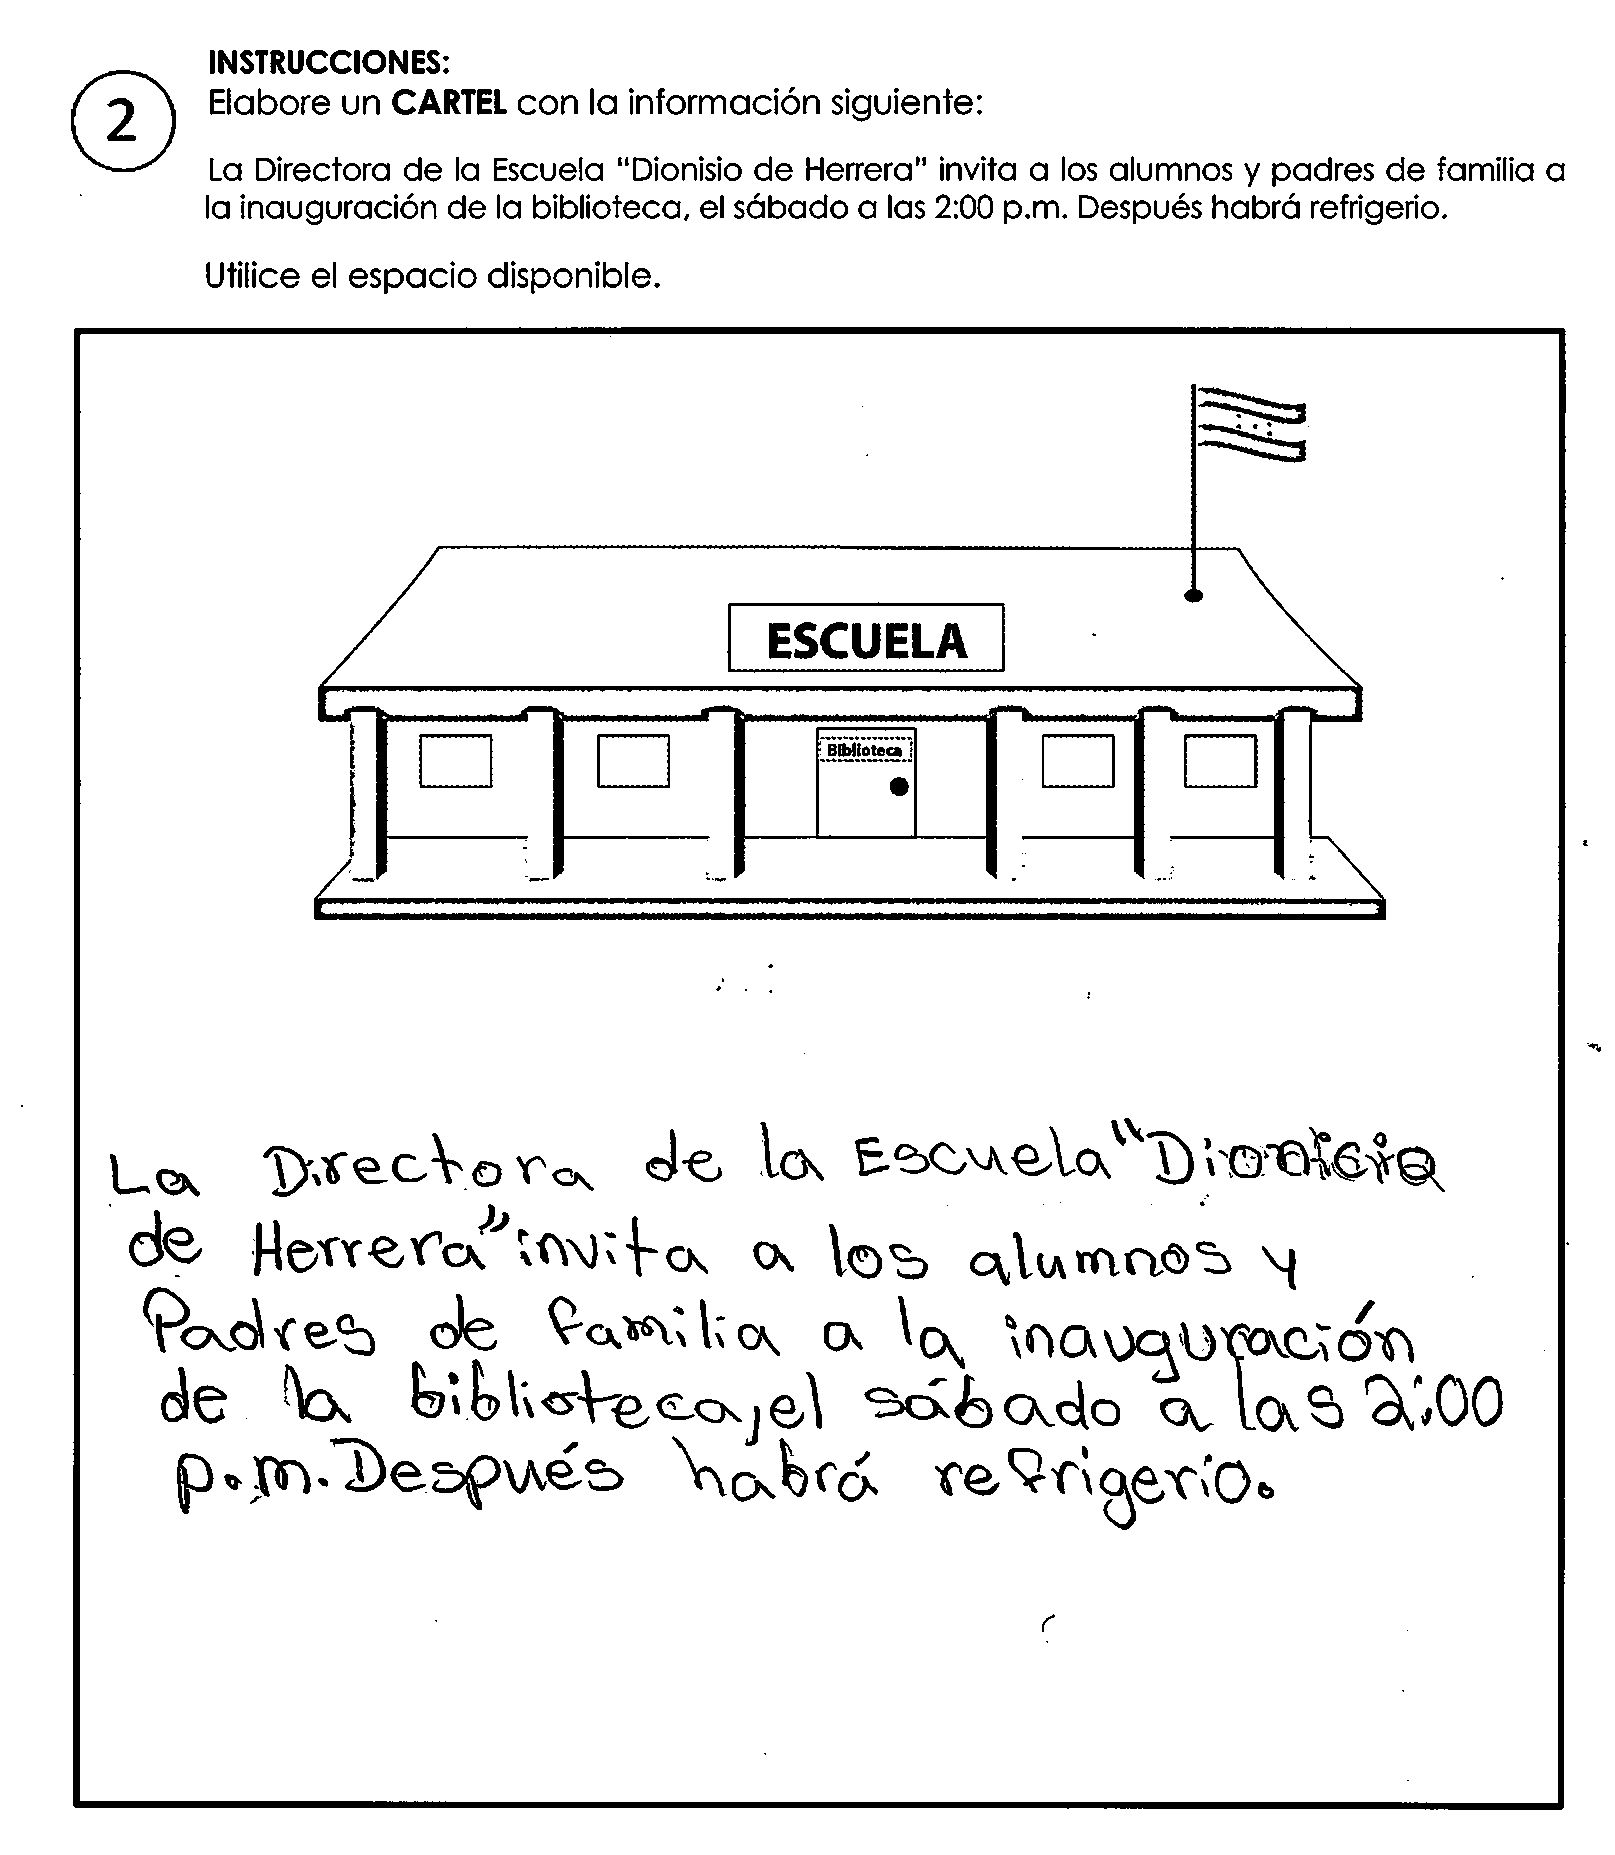 INSTRUCCIONES:
2
Elabore un CARTEL con la información siguiente:
La Directora de la Escuela "Dionisio de Herrera" invita a los alumnos y padres de familia a
la inauguración de la biblioteca, el sábado a las 2:00 p.m. Después habrá refrigerio.
Utilice el espacio disponible.
ESCUELA
Biblioteca
La Directora de la Escuela "
de Herrera" invita a los alumnos y
Padres de familia a la inauguración
de la biblioteca, el sábado a las 2:00
p.m. Después habrá refrigerio.